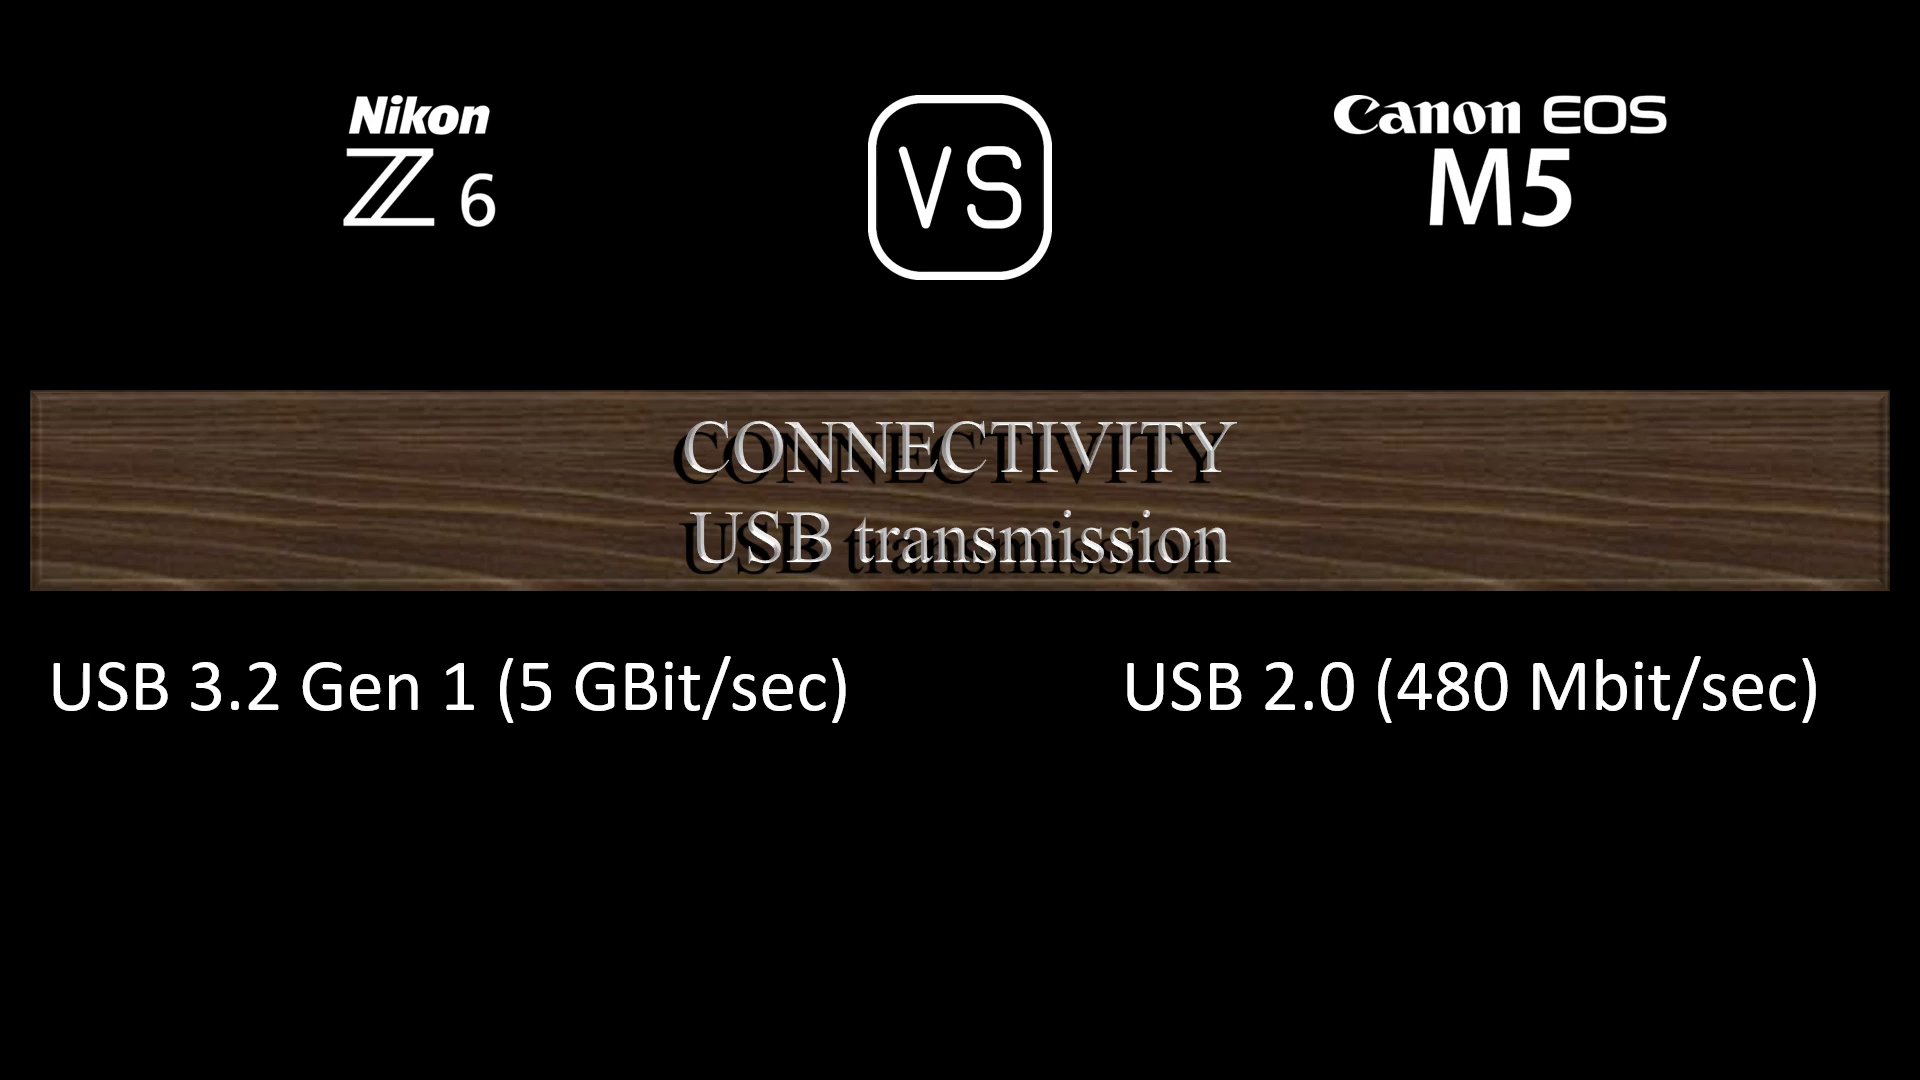 Nikon
Z 6
VS
Canon EOS
M5
CONNECTIVITY
USB transmission
USB 3.2 Gen 1 (5 GBit/sec)
USB 2.0 (480 Mbit/sec)